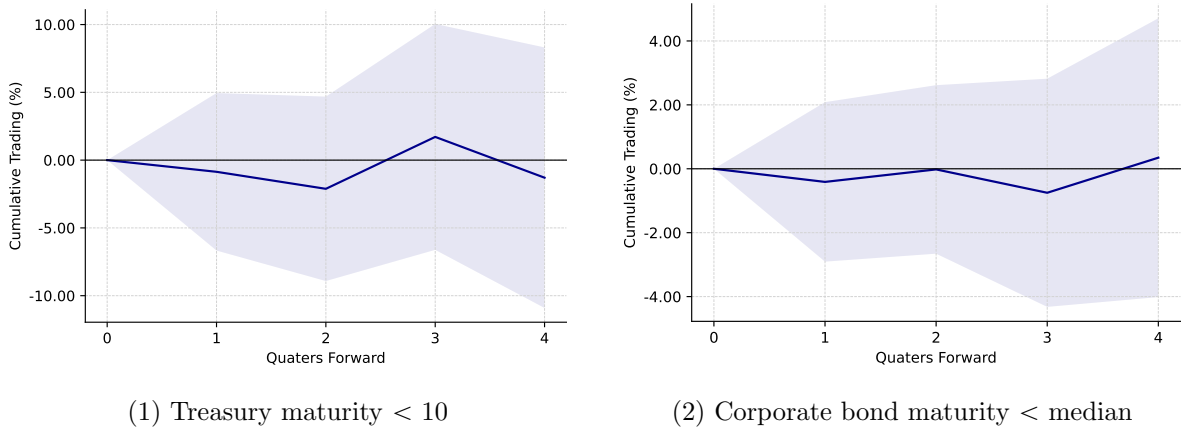 10.00
5.00
0.00
-5.00
-10.00
Cumulative Trading (%)
0 1 2 3 4
Quaters Forward
(1) Treasury maturity < 10
4.00
2.00
0.00
-2.00
-4.00
Cumulative Trading (%)
0 1 2 3 4
Quaters Forward
(2) Corporate bond maturity < median